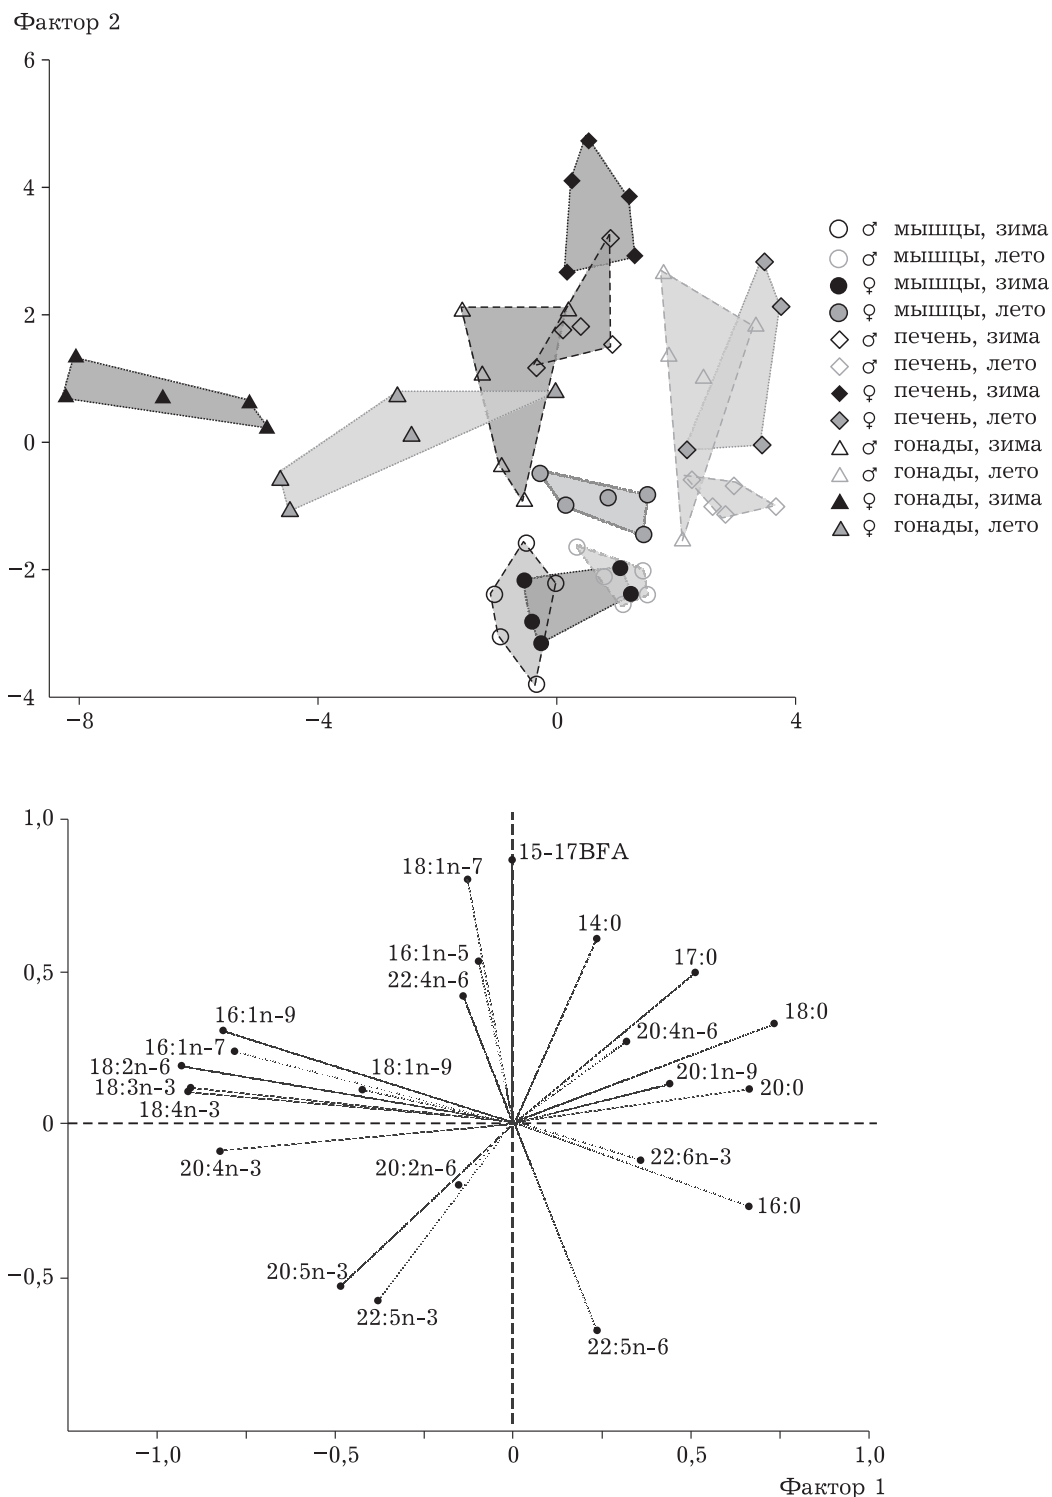 Фактор 2
6
4
2
0
−2
−4
−8
−4
0
4
♂ мышцы, зима
♂ мышцы, лето
♀ мышцы, зима
♀ мышцы, лето
♂ печень, зима
♂ печень, лето
♀ печень, зима
♀ печень, лето
♂ гонады, зима
♂ гонады, лето
♀ гонады, зима
♀ гонады, лето
1,0
0,5
0
−0,5
15-17BFA
18:1n-7
14:0
16:1n-5
17:0
22:4n-6
16:1n-9
18:0
16:1n-7
20:4n-6
18:2n-6
18:1n-9
20:1n-9
18:3n-3
20:0
18:4n-3
20:4n-3
20:2n-6
22:6n-3
16:0
20:5n-3
22:5n-3
22:5n-6
−1,0
−0,5
0
0,5
1,0
Фактор 1